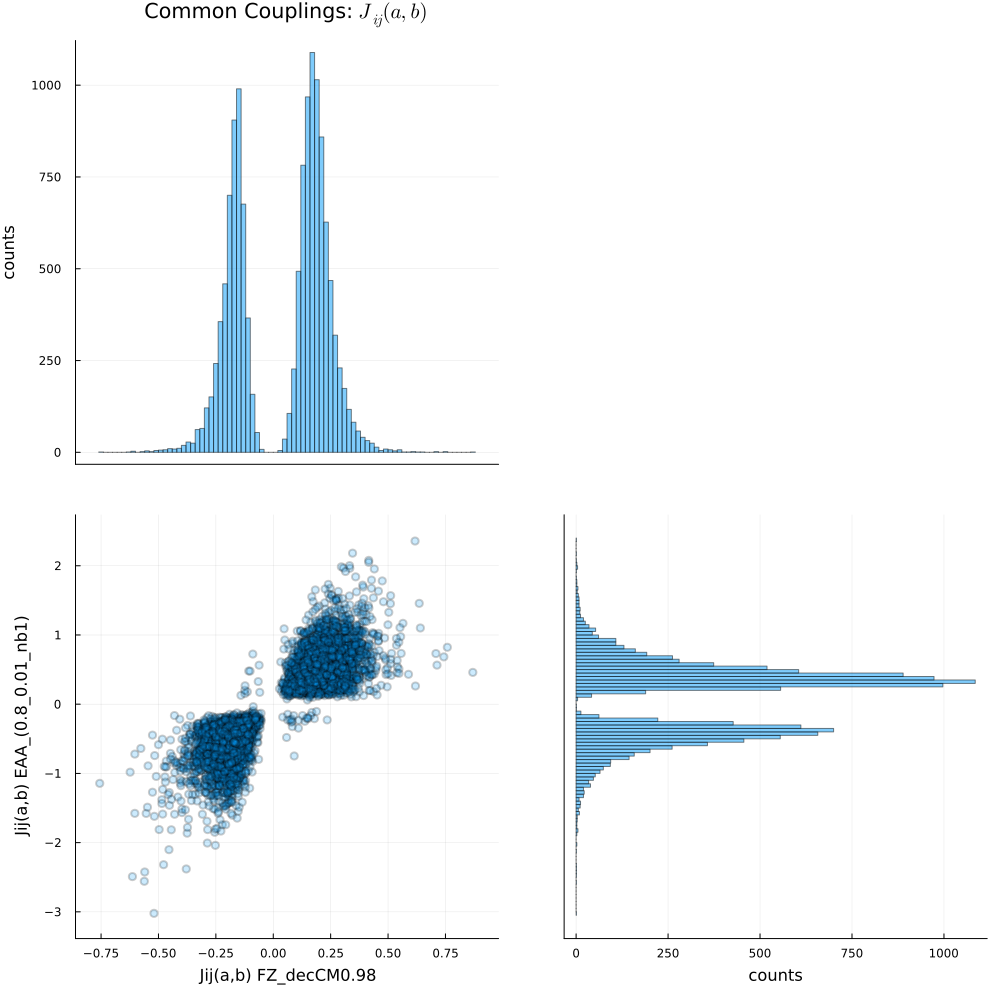 Common Couplings: J_{ij}(a, b)
counts
1000
750
500
250
0
Jij(a,b) EAA_(0.8_0.01_nb1)
2
1
0
−1
−2
−3
−0.75 −0.50 −0.25 0.00 0.25 0.50 0.75
Jij(a,b) FZ_decCM0.98
0 250 500 750 1000
counts